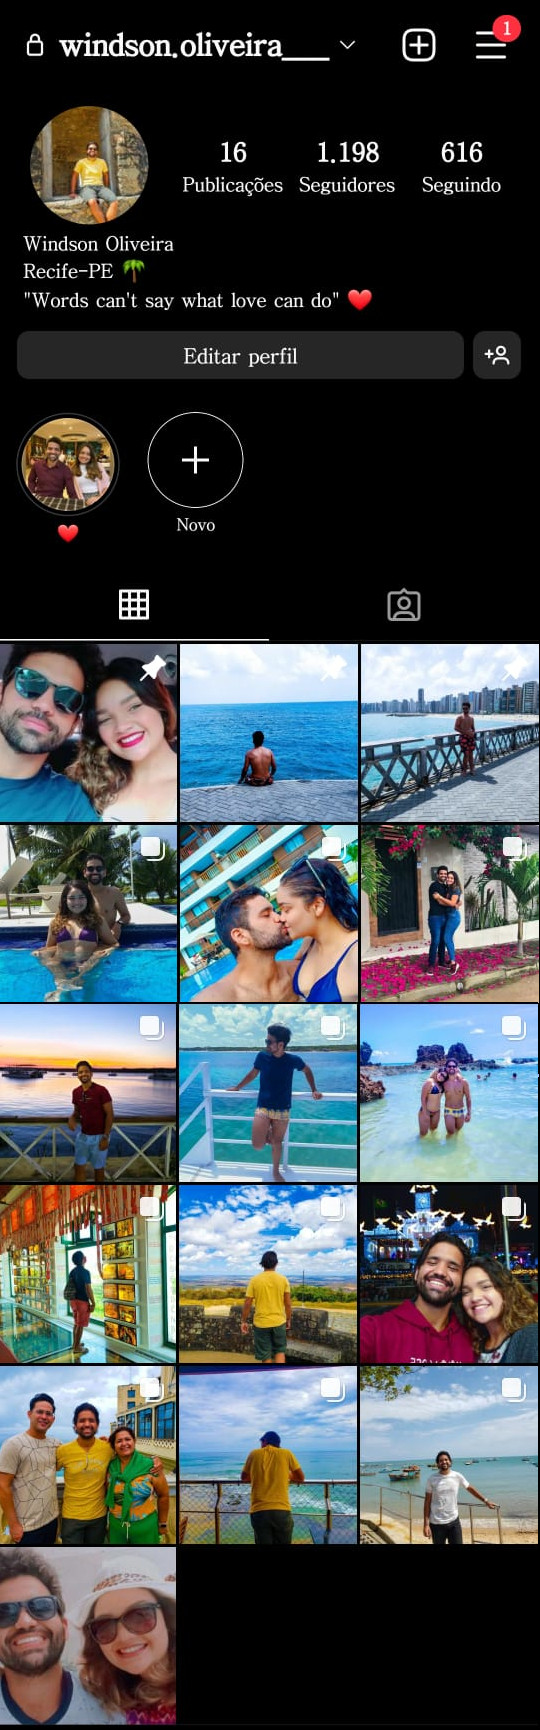 windson.oliveira___
1
16
1.198
616
Publicações
Seguidores
Seguindo
Windson Oliveira
Recife-PE 🌴
"Words can't say what love can do" ❤️
Editar perfil
❤️
Novo